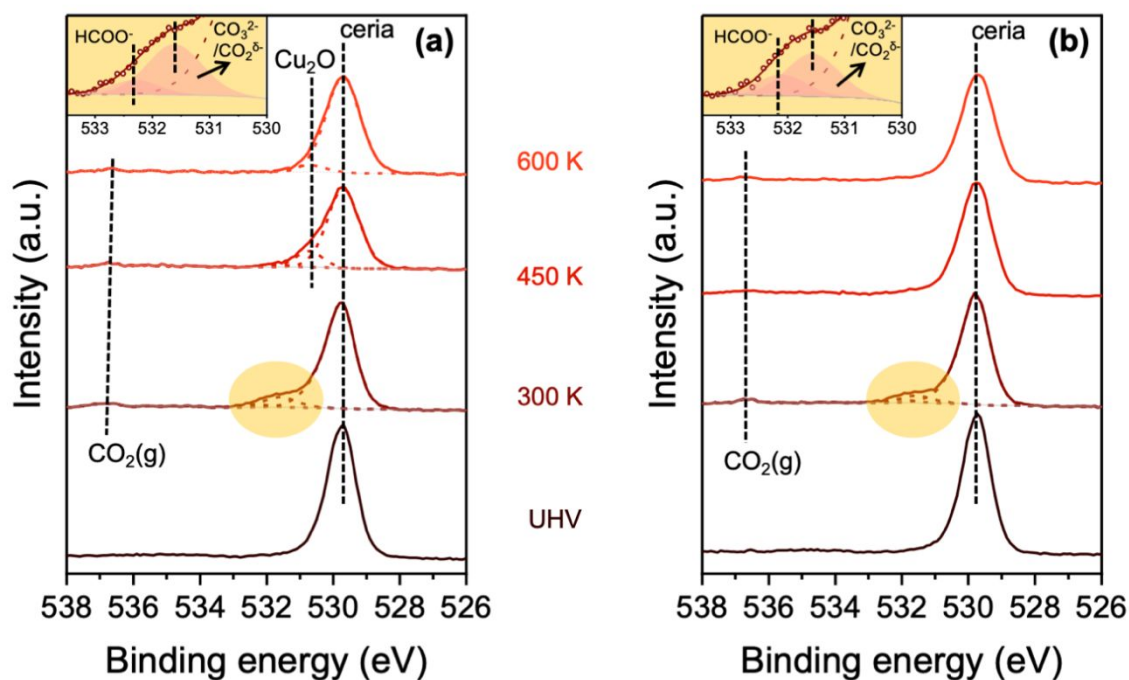 HCOO⁻
CO₃²⁻
/CO₂ᵟ⁻
533 532 531 530
ceria
(a)
Cu₂O
600 K
450 K
300 K
UHV
CO₂(g)
Intensity (a.u.)
538 536 534 532 530 528 526
Binding energy (eV)
HCOO⁻
CO₃²⁻
/CO₂ᵟ⁻
533 532 531 530
ceria
(b)
CO₂(g)
Intensity (a.u.)
538 536 534 532 530 528 526
Binding energy (eV)